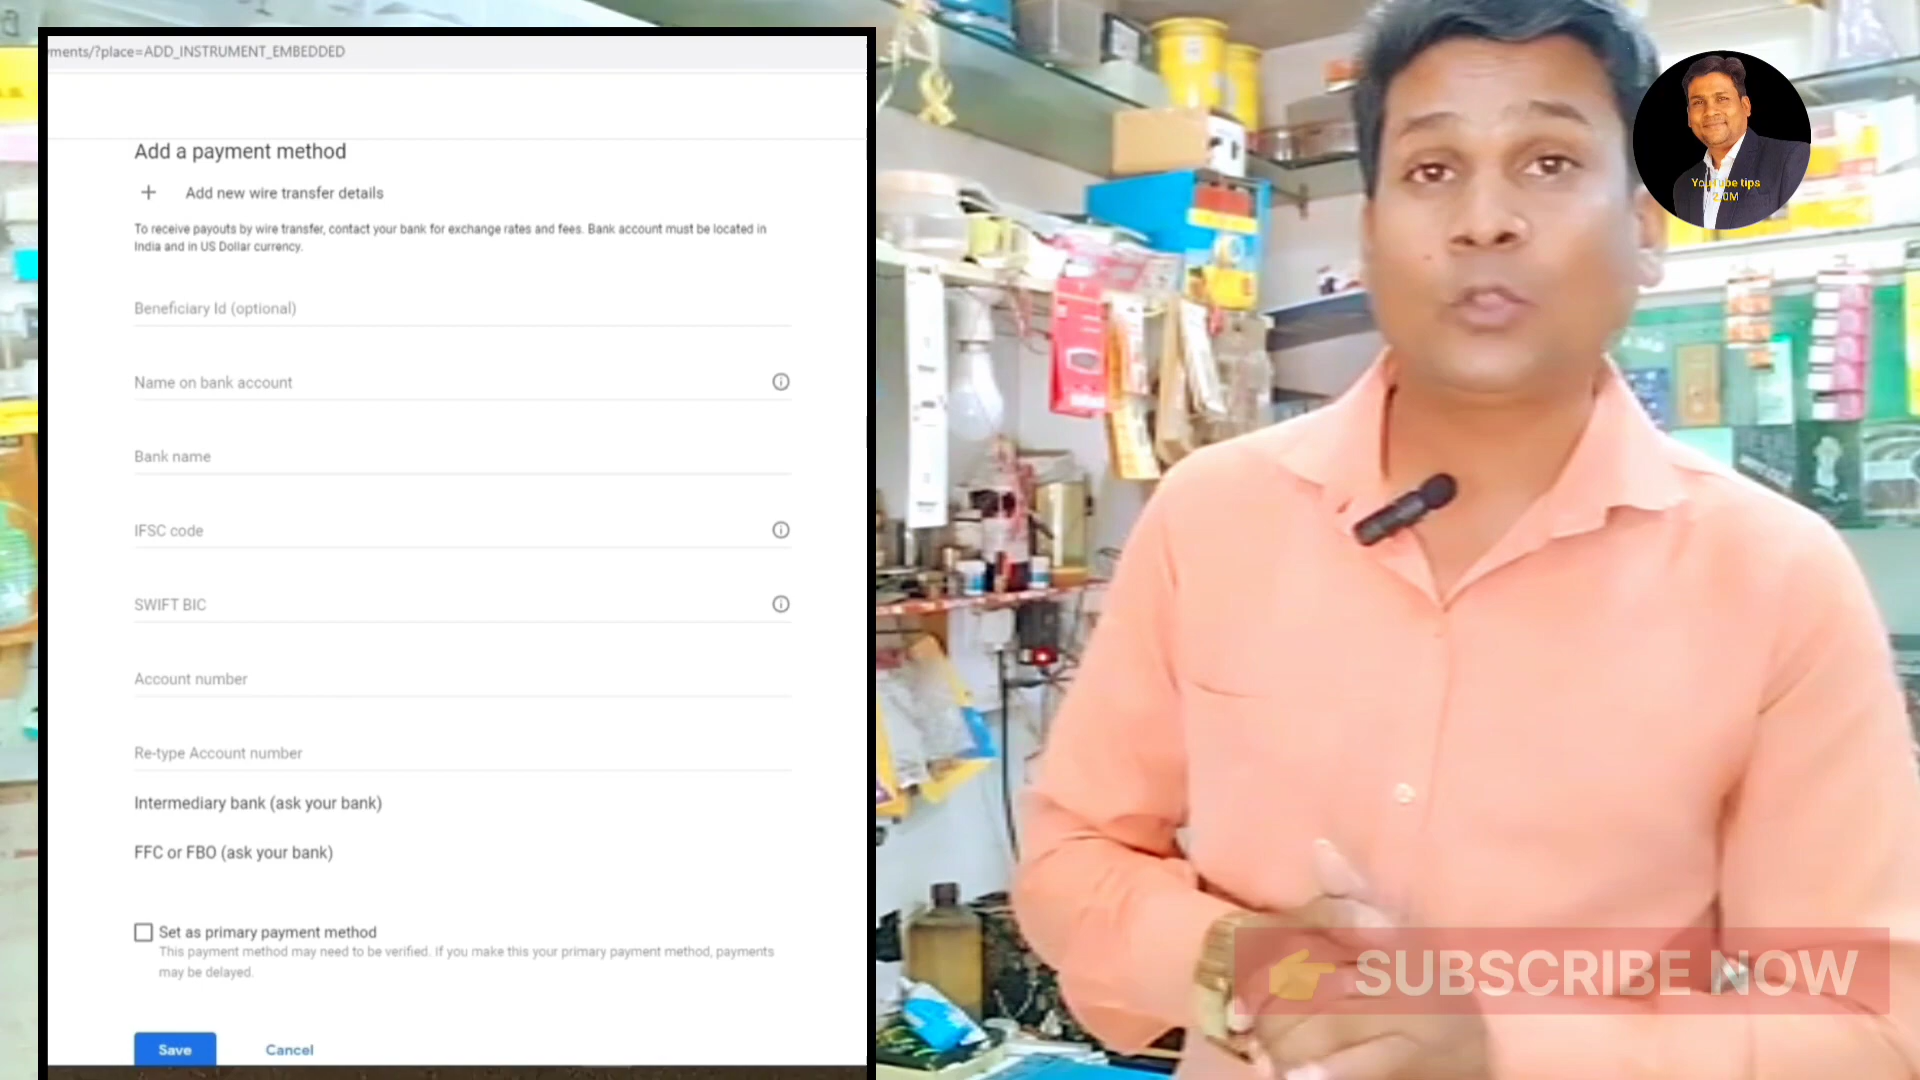 ments/?place=ADD_INSTRUMENT_EMBEDDED
Add a payment method
+ Add new wire transfer details
To receive payouts by wire transfer, contact your bank for exchange rates and fees. Bank account must be located in
India and in US Dollar currency.
Beneficiary Id (optional)
Name on bank account
Bank name
IFSC code
SWIFT BIC
Account number
Re-type Account number
Intermediary bank (ask your bank)
FFC or FBO (ask your bank)
Set as primary payment method
This payment method may need to be verified. If you make this your primary payment method, payments
may be delayed.
Save
Cancel
YouTube tips
2.0M
👉 SUBSCRIBE NOW